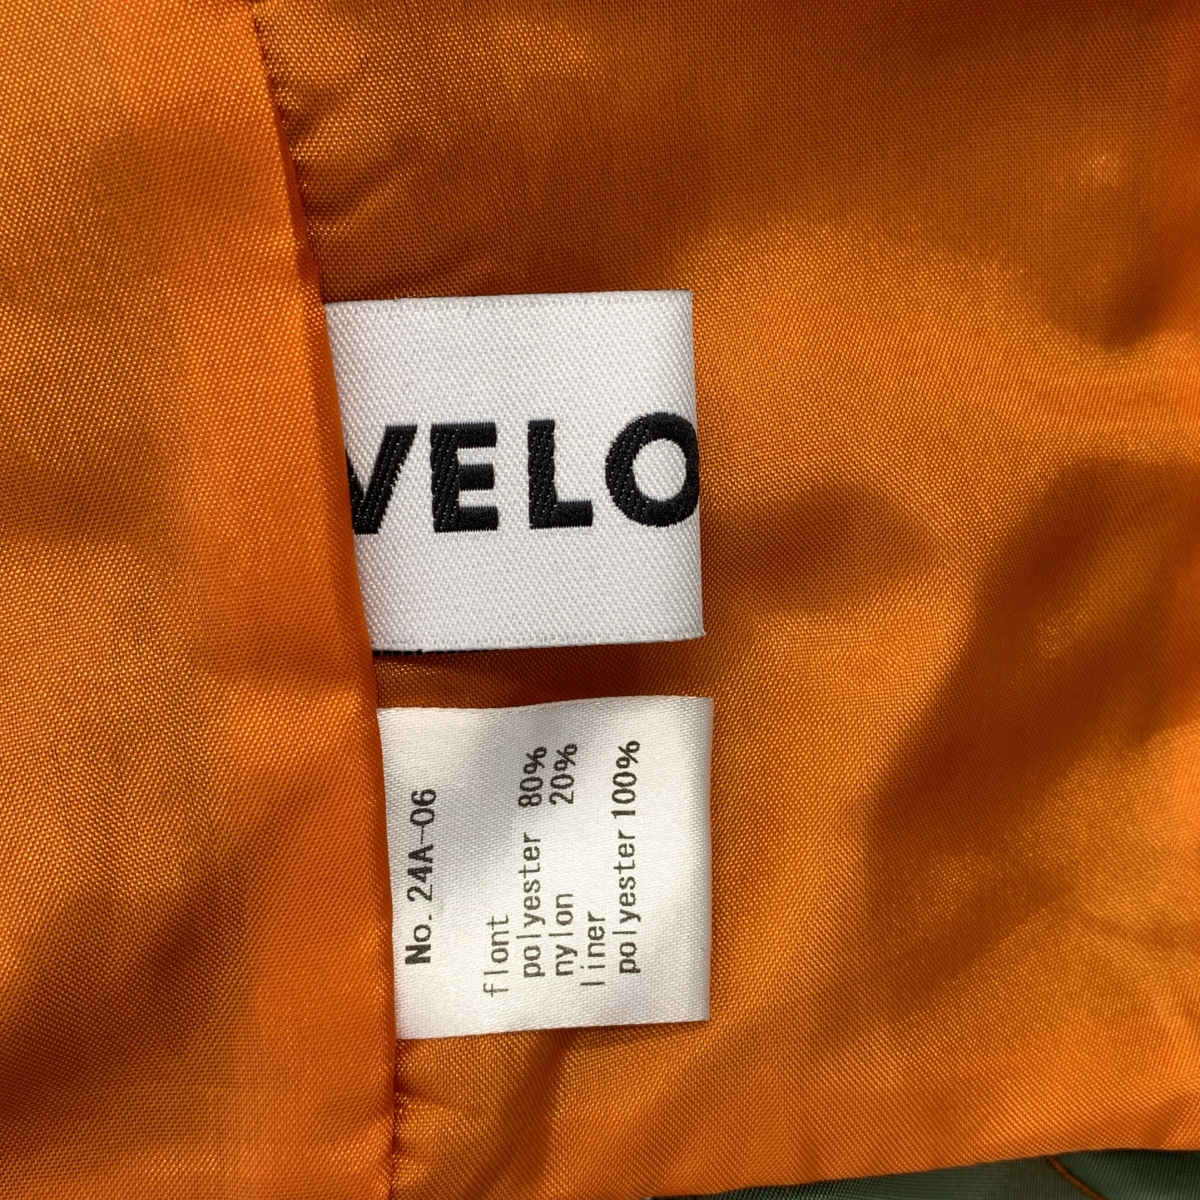 VELO
No. 24A-06
flont
polyester 80%
nylon 20%
liner
polyester 100%